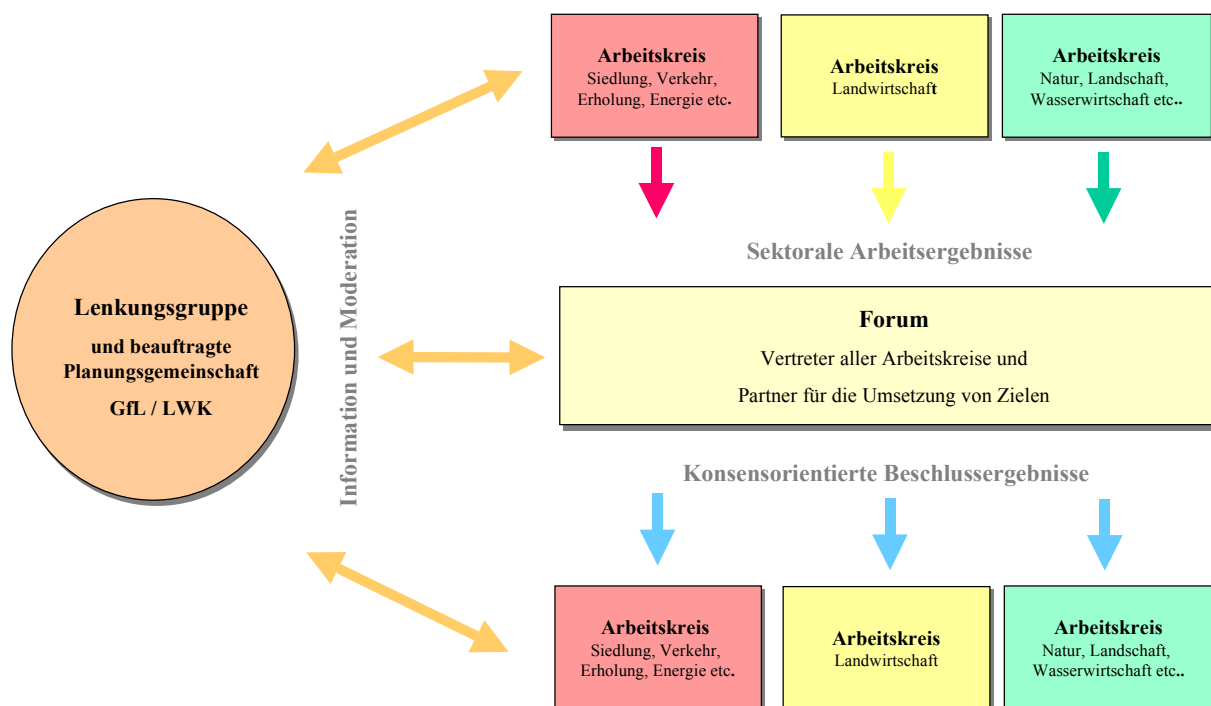 Arbeitskreis
Siedlung, Verkehr,
Erholung, Energie etc.
Arbeitskreis
Landwirtschaft
Arbeitskreis
Natur, Landschaft,
Wasserwirtschaft etc..
Sektorale Arbeitsergebnisse
Lenkungsgruppe
und beauftragte
Planungsgemeinschaft
GfL / LWK
Information und Moderation
Forum
Vertreter aller Arbeitskreise und
Partner für die Umsetzung von Zielen
Konsensorientierte Beschlussergebnisse
Arbeitskreis
Siedlung, Verkehr,
Erholung, Energie etc.
Arbeitskreis
Landwirtschaft
Arbeitskreis
Natur, Landschaft,
Wasserwirtschaft etc..